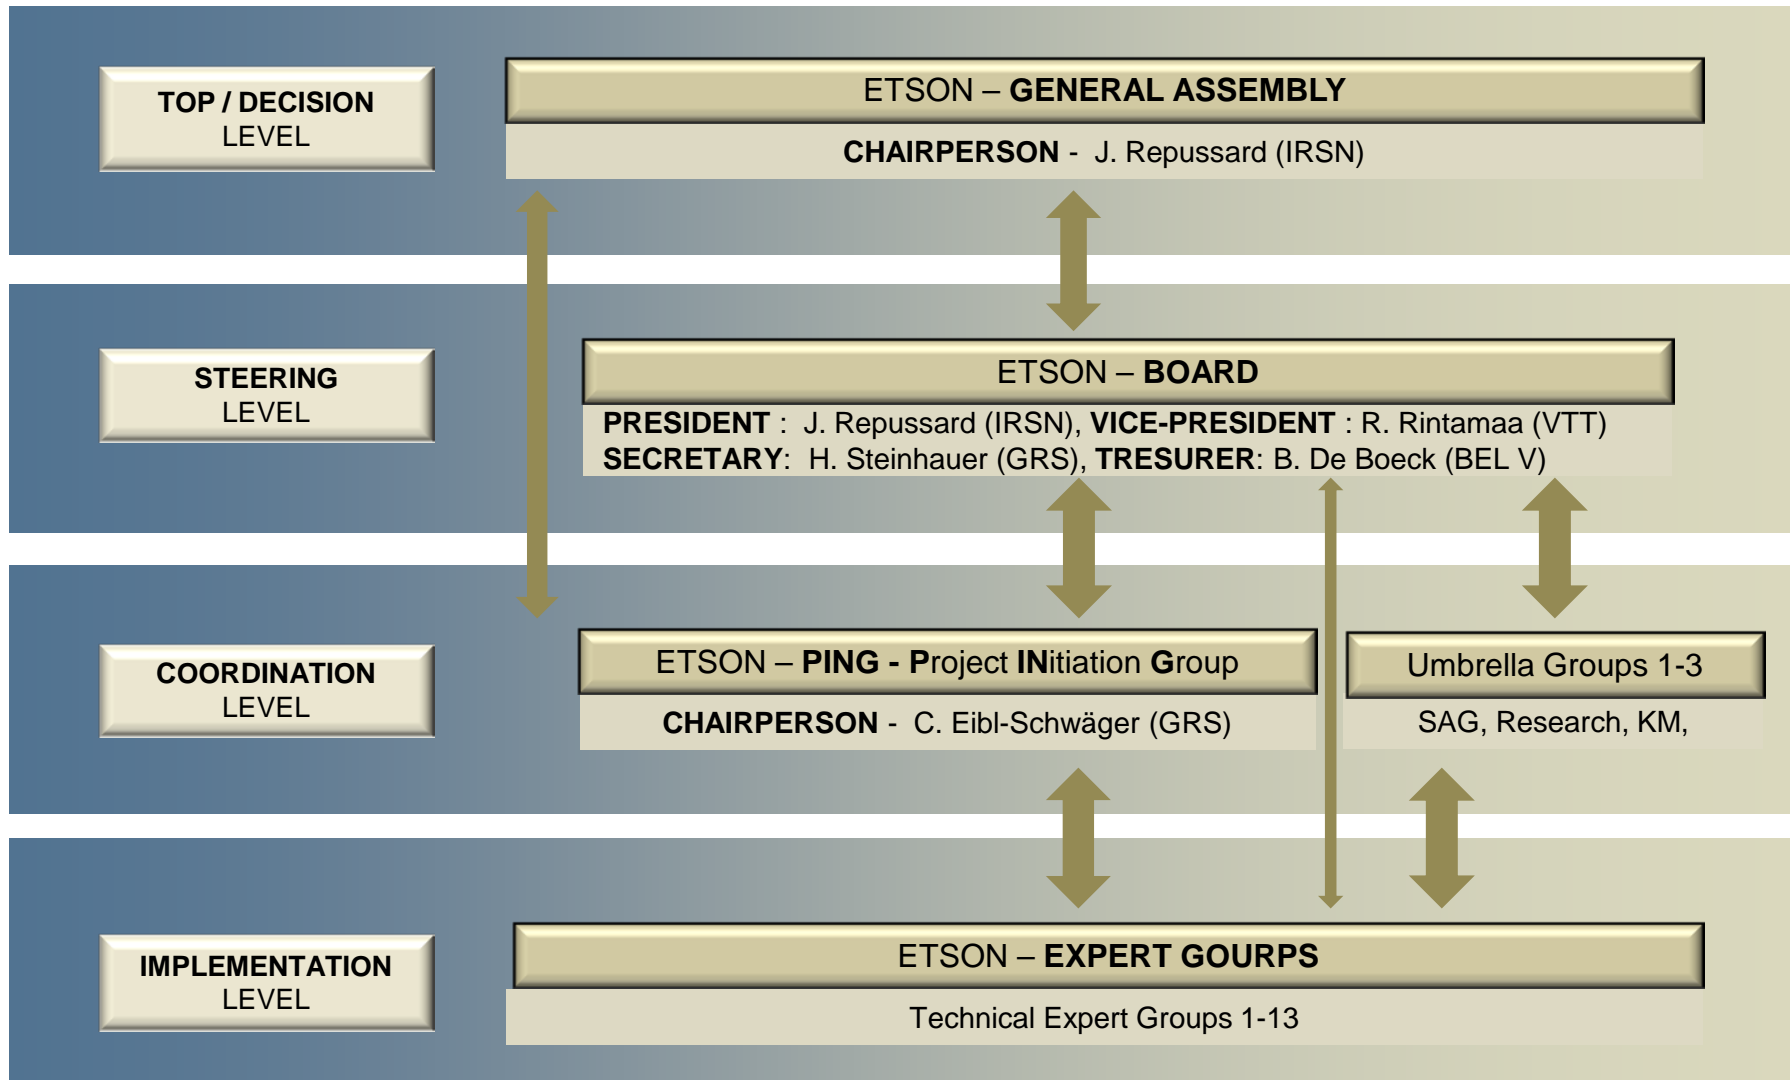 TOP / DECISION
LEVEL
ETSON – GENERAL ASSEMBLY
CHAIRPERSON - J. Repussard (IRSN)
STEERING
LEVEL
ETSON – BOARD
PRESIDENT : J. Repussard (IRSN), VICE-PRESIDENT : R. Rintamaa (VTT)
SECRETARY: H. Steinhauer (GRS), TRESURER: B. De Boeck (BEL V)
COORDINATION
LEVEL
ETSON – PING - Project INitiation Group
CHAIRPERSON - C. Eibl-Schwäger (GRS)
Umbrella Groups 1-3
SAG, Research, KM,
IMPLEMENTATION
LEVEL
ETSON – EXPERT GOURPS
Technical Expert Groups 1-13